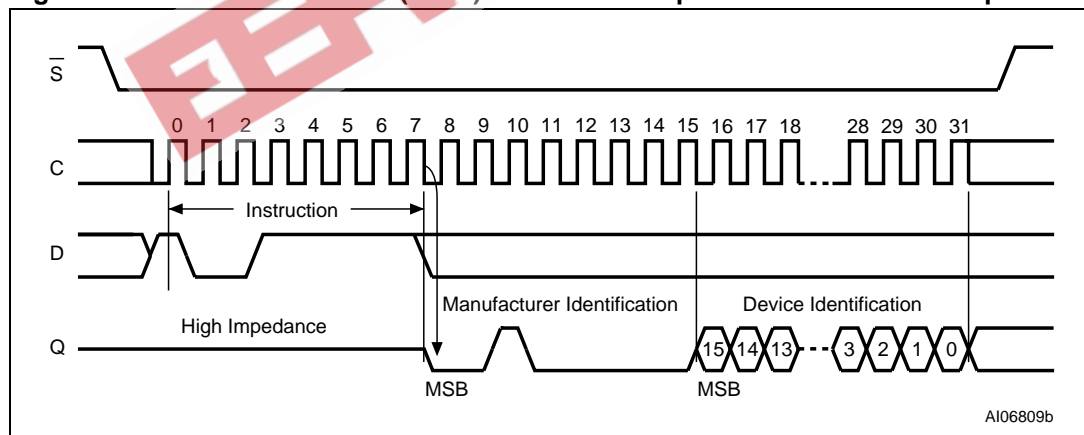 S
0 1 2 3 4 5 6 7 8 9 10 11 12 13 14 15 16 17 18 28 29 30 31
C
Instruction
D
Manufacturer Identification Device Identification
High Impedance
Q
15 14 13 3 2 1 0
MSB MSB
AI06809b